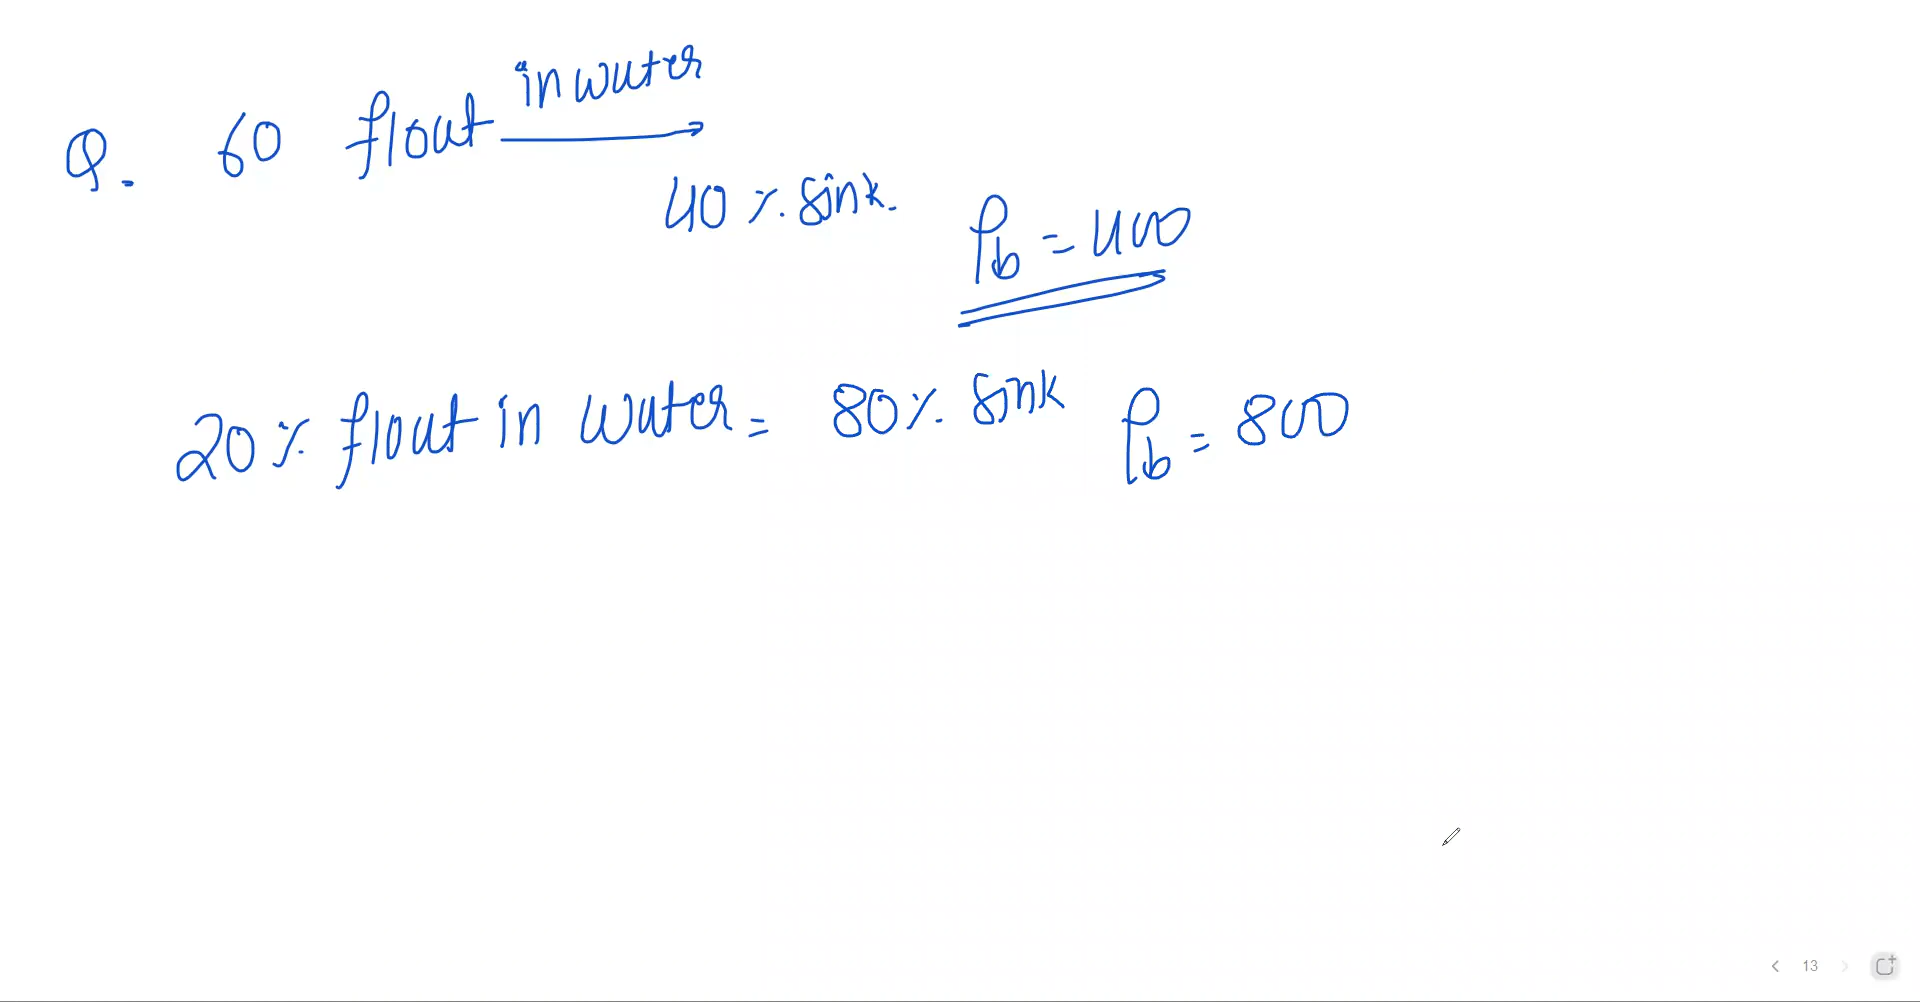 Q. 60 float in water
40 % sink.
ρb = 400
20 % float in water = 80 % sink ρb = 800
13